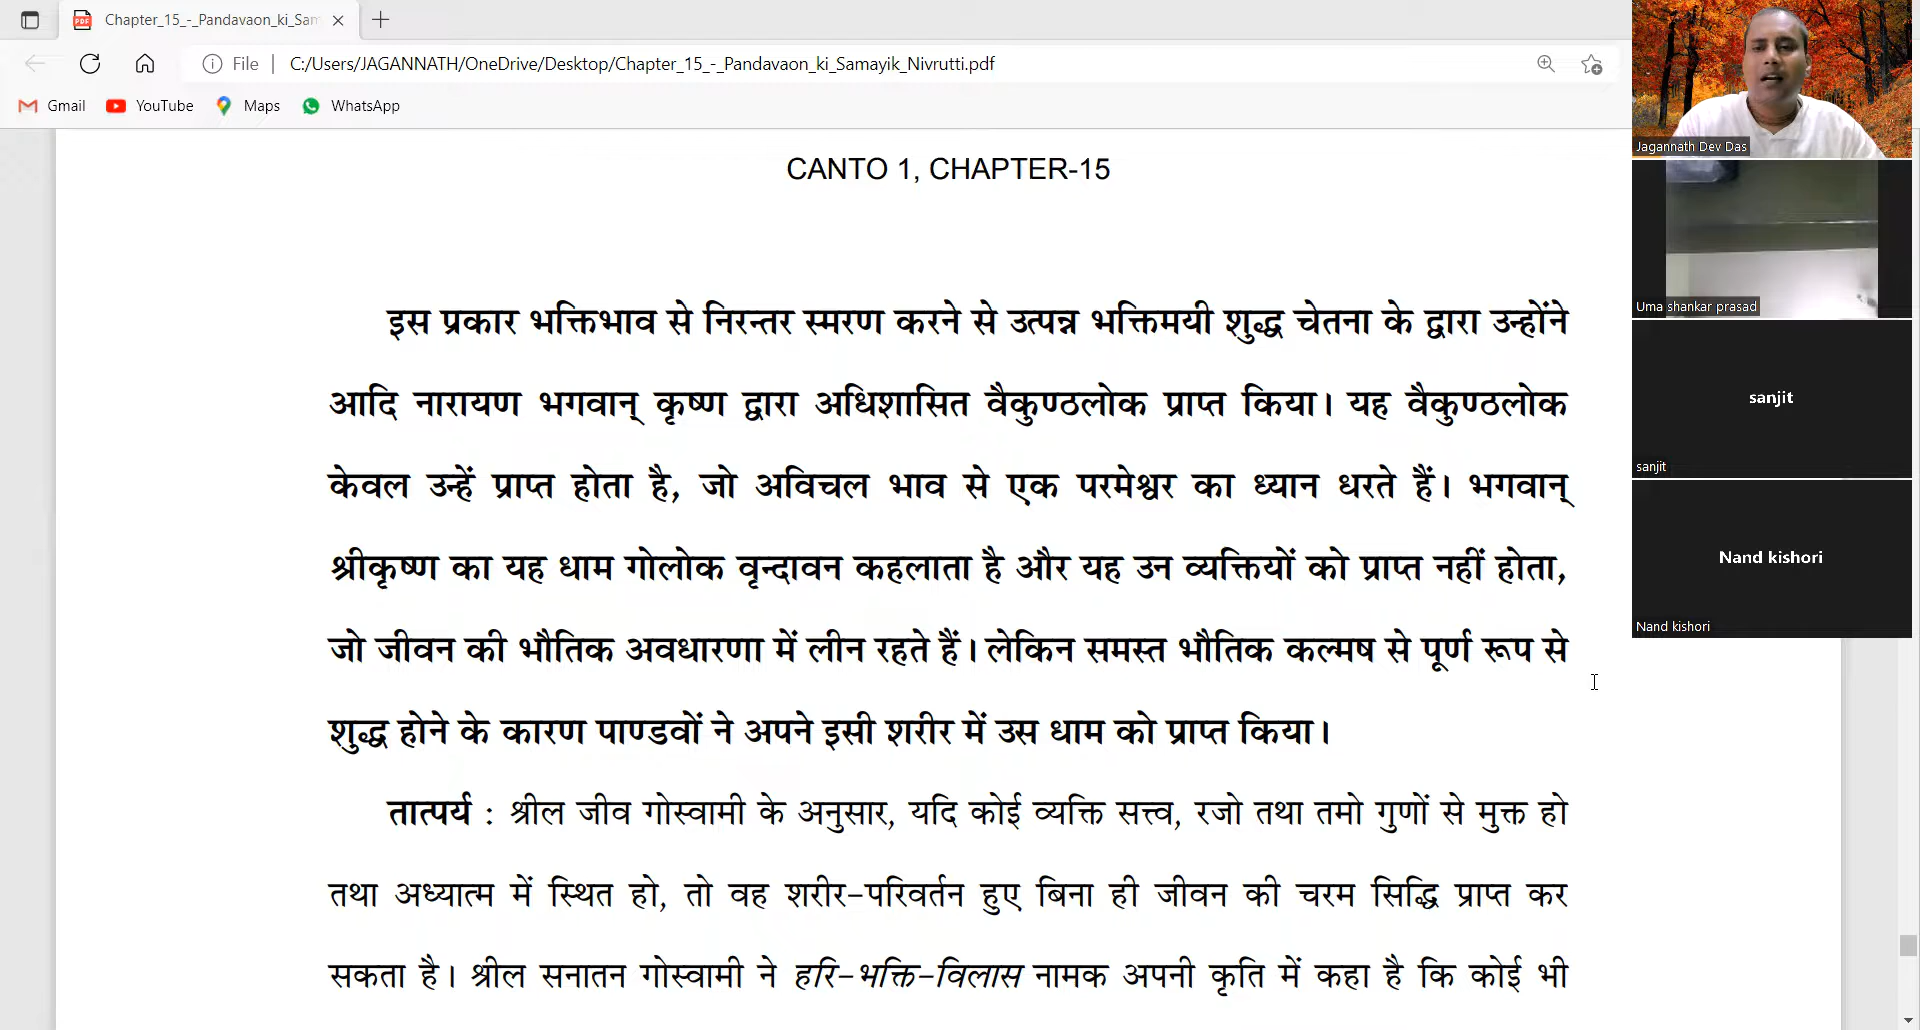 Chapter_15_-_Pandavaon_ki_Sam
File
C:/Users/JAGANNATH/OneDrive/Desktop/Chapter_15_-_Pandavaon_ki_Samayik_Nivrutti.pdf
Gmail YouTube Maps WhatsApp
CANTO 1, CHAPTER-15
इस प्रकार भक्तिभाव से निरन्तर स्मरण करने से उत्पन्न भक्तिमयी शुद्ध चेतना के द्वारा उन्होंने
आदि नारायण भगवान् कृष्ण द्वारा अधिशासित वैकुण्ठलोक प्राप्त किया। यह वैकुण्ठलोक
केवल उन्हें प्राप्त होता है, जो अविचल भाव से एक परमेश्वर का ध्यान धरते हैं। भगवान्
श्रीकृष्ण का यह धाम गोलोक वृन्दावन कहलाता है और यह उन व्यक्तियों को प्राप्त नहीं होता,
जो जीवन की भौतिक अवधारणा में लीन रहते हैं। लेकिन समस्त भौतिक कल्मष से पूर्ण रूप से
शुद्ध होने के कारण पाण्डवों ने अपने इसी शरीर में उस धाम को प्राप्त किया।
तात्पर्य : श्रील जीव गोस्वामी के अनुसार, यदि कोई व्यक्ति सत्त्व, रजो तथा तमो गुणों से मुक्त हो
तथा अध्यात्म में स्थित हो, तो वह शरीर-परिवर्तन हुए बिना ही जीवन की चरम सिद्धि प्राप्त कर
सकता है। श्रील सनातन गोस्वामी ने हरि-भक्ति-विलास नामक अपनी कृति में कहा है कि कोई भी
Jagannath Dev Das
Uma shankar prasad
sanjit
sanjit
Nand kishori
Nand kishori